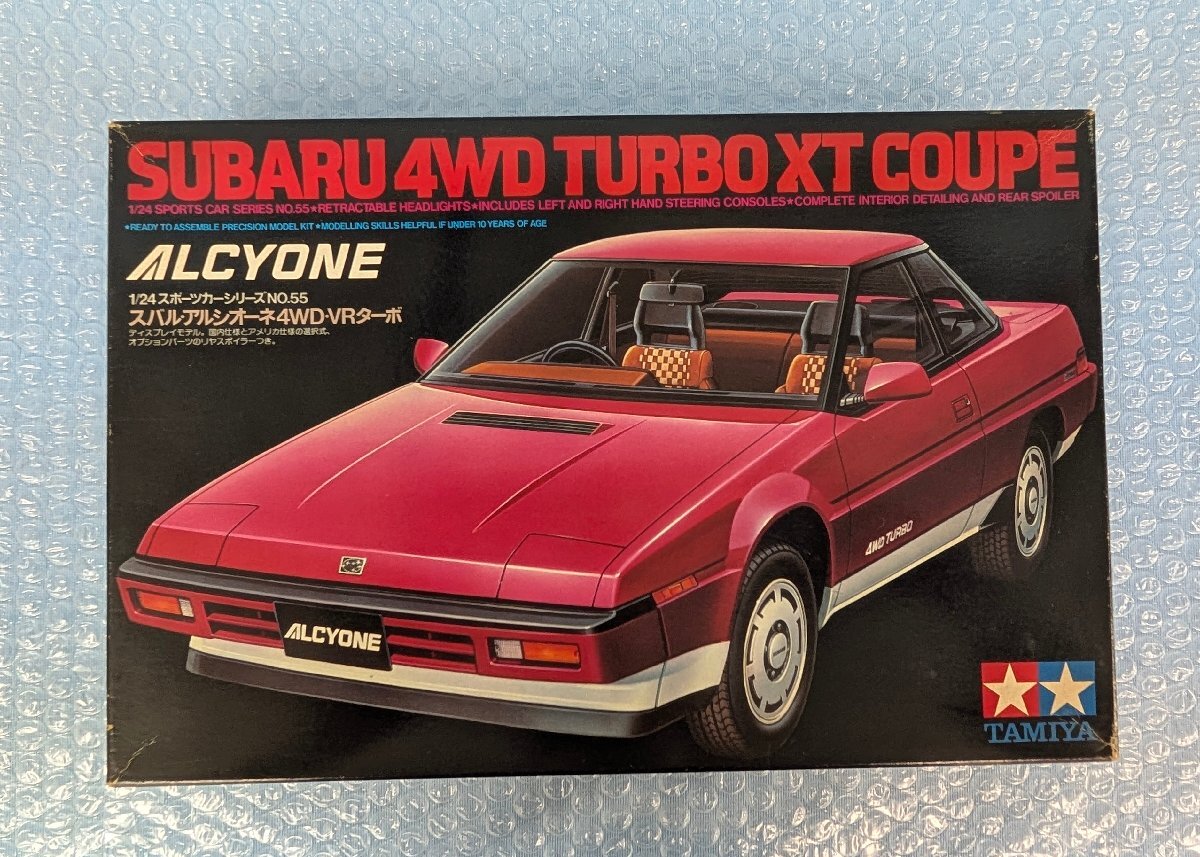 SUBARU 4WD TURBO XT COUPE
1/24 SPORTS CAR SERIES NO.55★RETRACTABLE HEADLIGHTS★INCLUDES LEFT AND RIGHT HAND STEERING CONSOLES★COMPLETE INTERIOR DETAILING AND REAR SPOILER
★READY TO ASSEMBLE PRECISION MODEL KIT★MODELLING SKILLS HELPFUL IF UNDER 10 YEARS OF AGE
ALCYONE
1/24 スポーツカーシリーズNO.55
スバル・アルシオーネ4WD・VRターボ
ディスプレイモデル。国内仕様とアメリカ仕様の選択式、
オプションパーツのリヤスポイラーつき。
4WD TURBO
ALCYONE
TAMIYA